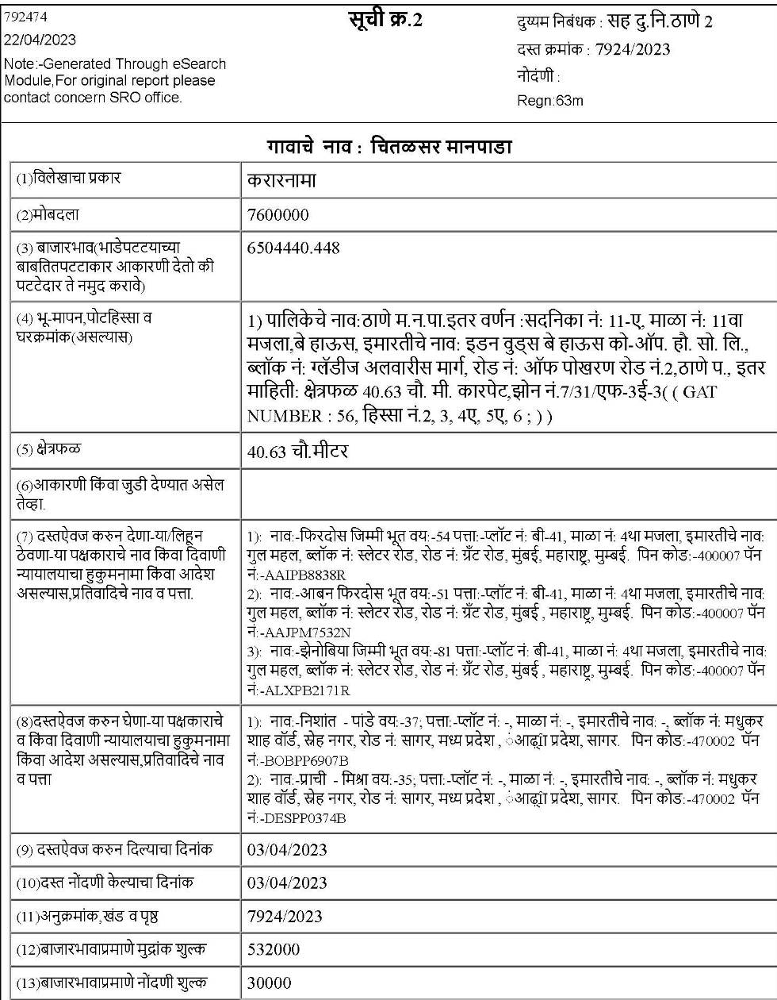 792474
22/04/2023
Note:-Generated Through eSearch
Module,For original report please
contact concern SRO office.
सूची क्र.2
दुय्यम निबंधक : सह दु.नि.ठाणे 2
दस्त क्रमांक : 7924/2023
नोदंणी :
Regn:63m
गावाचे नाव : चितळसर मानपाडा
(1)विलेखाचा प्रकार
करारनामा
(2)मोबदला
7600000
(3) बाजारभाव(भाडेपटटयाच्या
बाबतितपटटाकार आकारणी देतो की
पटटेदार ते नमुद करावे)
6504440.448
(4) भू-मापन,पोटहिस्सा व
घरक्रमांक(असल्यास)
1) पालिकेचे नाव:ठाणे म.न.पा.इतर वर्णन :सदनिका नं: 11-ए, माळा नं: 11वा
मजला,बे हाऊस, इमारतीचे नाव: इडन वुड्स बे हाऊस को-ऑप. हौ. सो. लि.,
ब्लॉक नं: ग्लॅडीज अलवारीस मार्ग, रोड नं: ऑफ पोखरण रोड नं.2,ठाणे प., इतर
माहिती: क्षेत्रफळ 40.63 चौ. मी. कारपेट,झोन नं.7/31/एफ-3ई-3( ( GAT
NUMBER : 56, हिस्सा नं.2, 3, 4ए, 5ए, 6 ; ) )
(5) क्षेत्रफळ
40.63 चौ.मीटर
(6)आकारणी किंवा जुडी देण्यात असेल
तेव्हा.
(7) दस्तऐवज करुन देणा-या/लिहून
ठेवणा-या पक्षकाराचे नाव किंवा दिवाणी
न्यायालयाचा हुकुमनामा किंवा आदेश
असल्यास,प्रतिवादिचे नाव व पत्ता.
1): नाव:-फिरदोस जिम्मी भूत वय:-54 पत्ता:-प्लॉट नं: बी-41, माळा नं: 4था मजला, इमारतीचे नाव:
गुल महल, ब्लॉक नं: स्लेटर रोड, रोड नं: ग्रँट रोड, मुंबई, महाराष्ट्र, मुम्बई. पिन कोड:-400007 पॅन
नं:-AAIPB8838R
2): नाव:-आबन फिरदोस भूत वय:-51 पत्ता:-प्लॉट नं: बी-41, माळा नं: 4था मजला, इमारतीचे नाव:
गुल महल, ब्लॉक नं: स्लेटर रोड, रोड नं: ग्रँट रोड, मुंबई , महाराष्ट्र, मुम्बई. पिन कोड:-400007 पॅन
नं:-AAJPM7532N
3): नाव:-झेनोबिया जिम्मी भूत वय:-81 पत्ता:-प्लॉट नं: बी-41, माळा नं: 4था मजला, इमारतीचे नाव:
गुल महल, ब्लॉक नं: स्लेटर रोड, रोड नं: ग्रँट रोड, मुंबई , महाराष्ट्र, मुम्बई. पिन कोड:-400007 पॅन
नं:-ALXPB2171R
(8)दस्तऐवज करुन घेणा-या पक्षकाराचे
व किंवा दिवाणी न्यायालयाचा हुकुमनामा
किंवा आदेश असल्यास,प्रतिवादिचे नाव
व पत्ता
1): नाव:-निशांत - पांडे वय:-37; पत्ता:-प्लॉट नं: -, माळा नं: -, इमारतीचे नाव: -, ब्लॉक नं: मधुकर
शाह वॉर्ड, स्नेह नगर, रोड नं: सागर, मध्य प्रदेश , प्रदेश, सागर. पिन कोड:-470002 पॅन
नं:-BOBPP6907B
2): नाव:-प्राची - मिश्रा वय:-35; पत्ता:-प्लॉट नं: -, माळा नं: -, इमारतीचे नाव: -, ब्लॉक नं: मधुकर
शाह वॉर्ड, स्नेह नगर, रोड नं: सागर, मध्य प्रदेश , प्रदेश, सागर. पिन कोड:-470002 पॅन
नं:-DESPP0374B
(9) दस्तऐवज करुन दिल्याचा दिनांक
03/04/2023
(10)दस्त नोंदणी केल्याचा दिनांक
03/04/2023
(11)अनुक्रमांक,खंड व पृष्ठ
7924/2023
(12)बाजारभावाप्रमाणे मुद्रांक शुल्क
532000
(13)बाजारभावाप्रमाणे नोंदणी शुल्क
30000